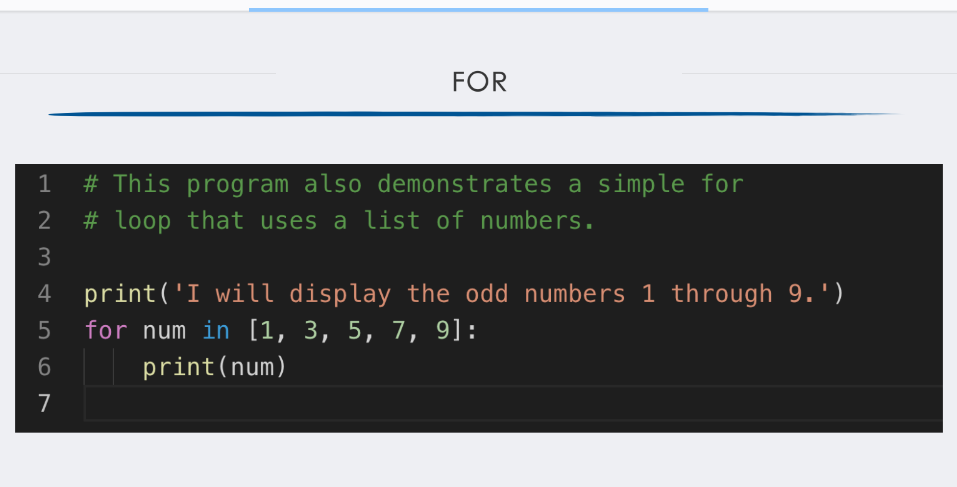 FOR
1 # This program also demonstrates a simple for
2 # loop that uses a list of numbers.
3
4 print('I will display the odd numbers 1 through 9.')
5 for num in [1, 3, 5, 7, 9]:
6     print(num)
7